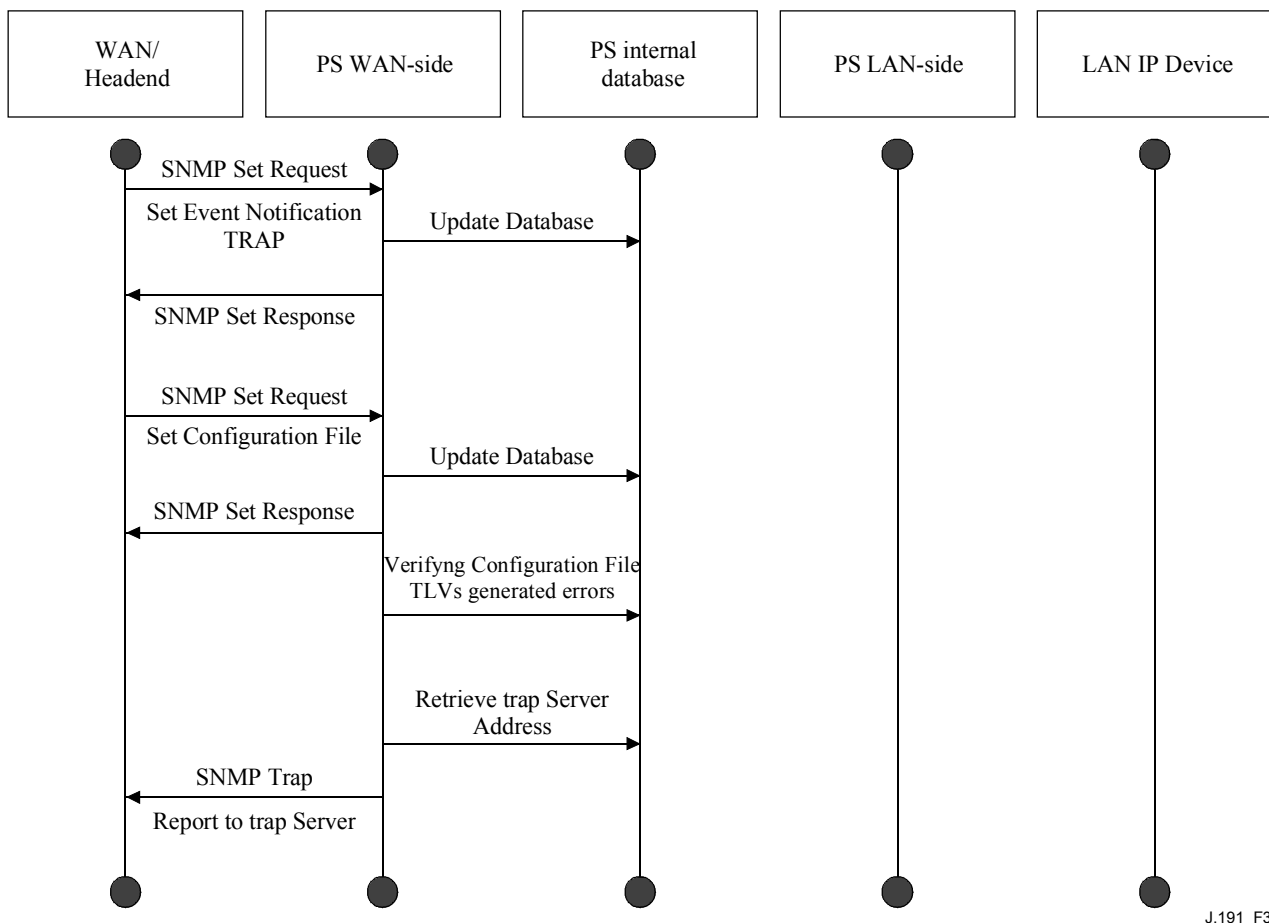 WAN/
Headend
PS WAN-side
PS internal
database
PS LAN-side
LAN IP Device
SNMP Set Request
Set Event Notification
TRAP
Update Database
SNMP Set Response
SNMP Set Request
Set Configuration File
Update Database
SNMP Set Response
Verifyng Configuration File
TLVs generated errors
Retrieve trap Server
Address
SNMP Trap
Report to trap Server
J.191_F3